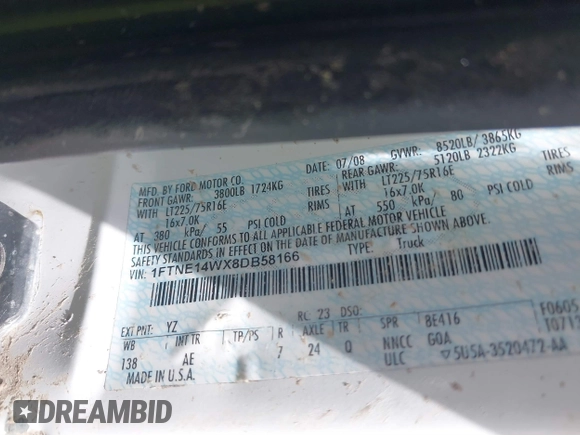 MFD. BY FORD MOTOR CO.
DATE: 07/08 GVWR: 8520LB/ 3865KG
FRONT GAWR: 3800LB 1724KG
REAR GAWR: 5120LB 2322KG
WITH LT225/75R16E TIRES
WITH LT225/75R16E TIRES
16x7.0K RIMS
16x7.0K RIMS
AT 380 kPa/ 55 PSI COLD
AT 550 kPa/ 80 PSI COLD
THIS VEHICLE CONFORMS TO ALL APPLICABLE FEDERAL MOTOR VEHICLE
SAFETY STANDARDS IN EFFECT ON THE DATE OF MANUFACTURE SHOWN ABOVE.
VIN: 1FTNE14WX8DB58166
TYPE: Truck
F0605
EXT PNT: YZ RC: 23 DSO:
WB TP/PS R AXLE TR SPR BE416
138 AE 7 24 Q NNCC GOA
MADE IN U.S.A. ULC 5U5A-3520472-AA
DREAMBID